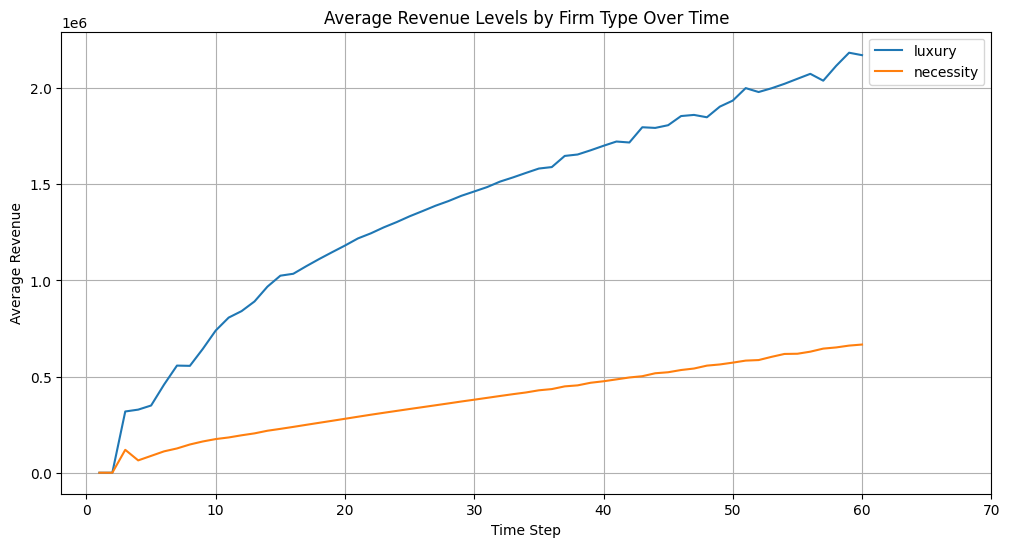 Average Revenue Levels by Firm Type Over Time
1e6
luxury
necessity
2.0
1.5
1.0
0.5
0.0
Average Revenue
0 10 20 30 40 50 60 70
Time Step